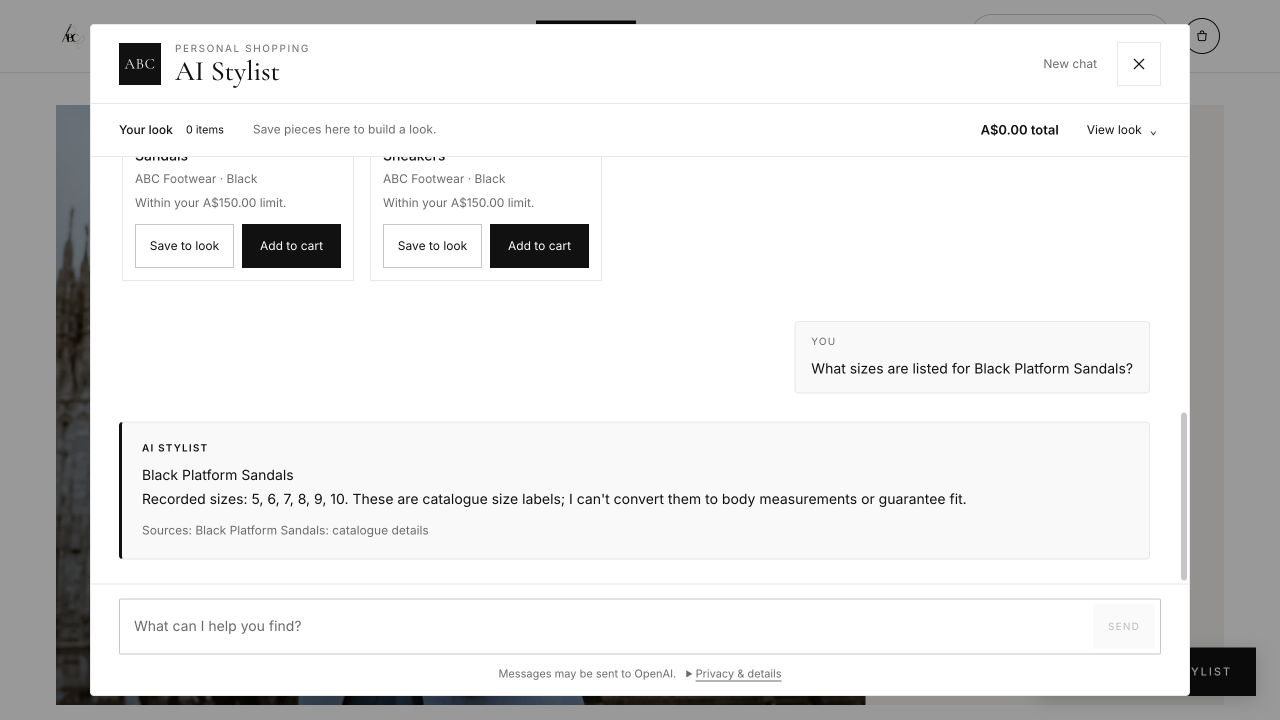 ABC
PERSONAL SHOPPING
AI Stylist
New chat
Your look 0 items Save pieces here to build a look. A$0.00 total View look
Sandals Sneakers
ABC Footwear · Black ABC Footwear · Black
Within your A$150.00 limit. Within your A$150.00 limit.
Save to look Add to cart Save to look Add to cart
YOU
What sizes are listed for Black Platform Sandals?
AI STYLIST
Black Platform Sandals
Recorded sizes: 5, 6, 7, 8, 9, 10. These are catalogue size labels; I can't convert them to body measurements or guarantee fit.
Sources: Black Platform Sandals: catalogue details
What can I help you find? SEND
Messages may be sent to OpenAI. Privacy & details
YLIST